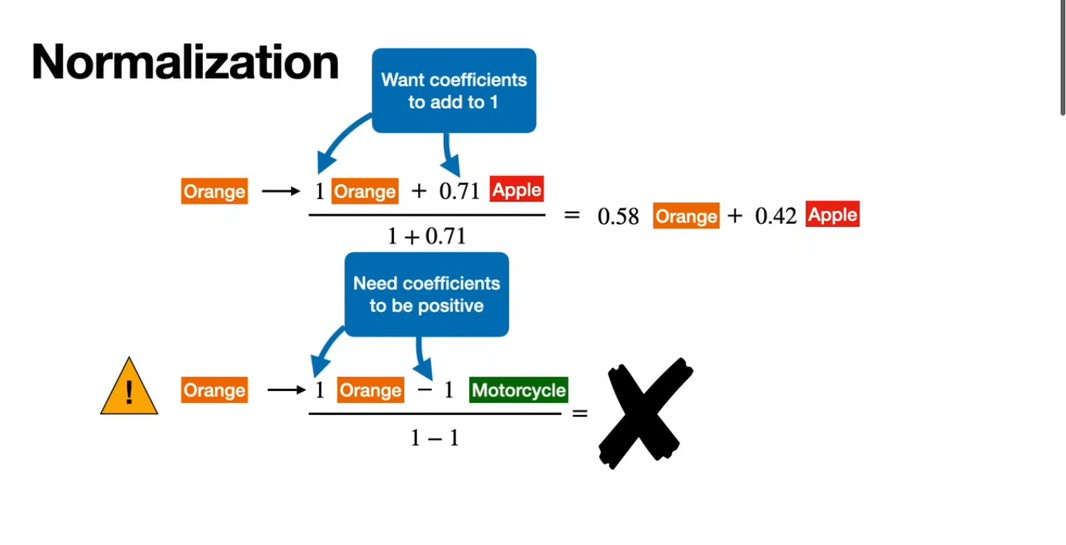 Normalization
Want coefficients
to add to 1
Orange → 1 Orange + 0.71 Apple
1 + 0.71
= 0.58 Orange + 0.42 Apple
Need coefficients
to be positive
! Orange → 1 Orange − 1 Motorcycle
1 − 1
=